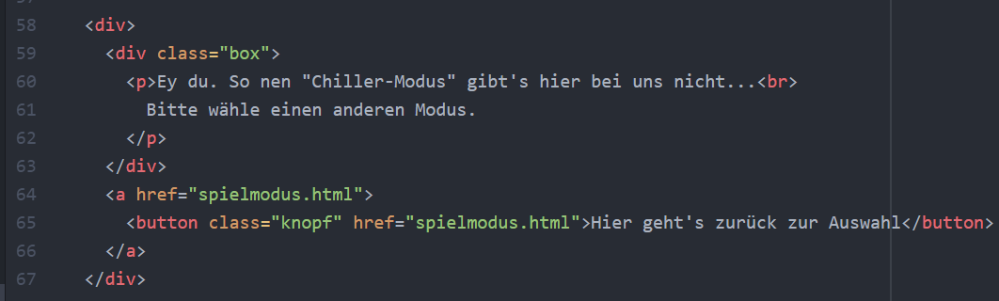 58 <div>
59 <div class="box">
60 <p>Ey du. So nen "Chiller-Modus" gibt's hier bei uns nicht...<br>
61 Bitte wähle einen anderen Modus.
62 </p>
63 </div>
64 <a href="spielmodus.html">
65 <button class="knopf" href="spielmodus.html">Hier geht's zurück zur Auswahl</button>
66 </a>
67 </div>